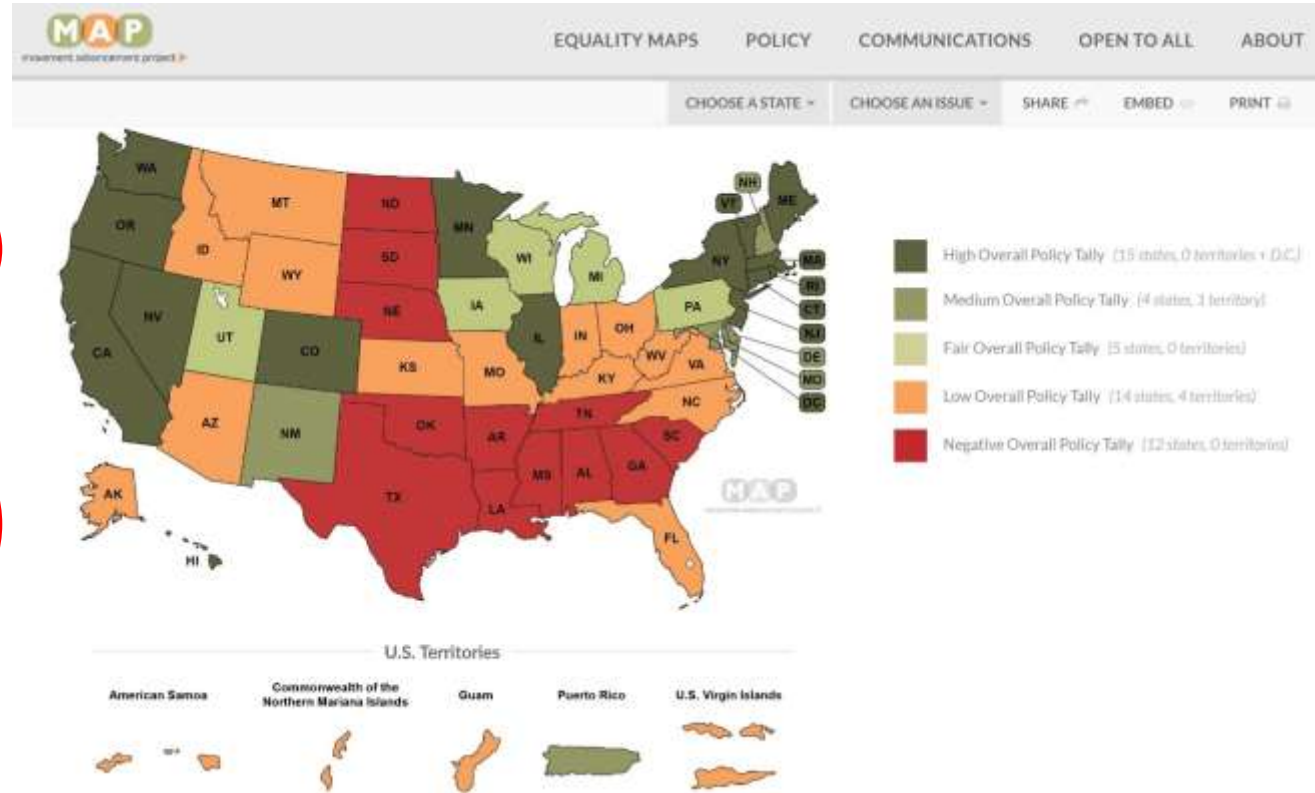 MAP
movement advancement project
EQUALITY MAPS POLICY COMMUNICATIONS OPEN TO ALL ABOUT
CHOOSE A STATE CHOOSE AN ISSUE SHARE EMBED PRINT
WA
MT
ND
MN
NH
VT
ME
OR
ID
SD
WI
MI
NY
MA
WY
RI
NE
IA
PA
CT
NV
UT
IL
IN
OH
NJ
CA
CO
WV
VA
DE
KS
MO
KY
MD
NC
DC
AZ
NM
OK
AR
TN
SC
MS
AL
GA
AK
TX
LA
MAP
FL
HI
High Overall Policy Tally (15 states, 0 territories + D.C.)
Medium Overall Policy Tally (4 states, 1 territory)
Fair Overall Policy Tally (5 states, 0 territories)
Low Overall Policy Tally (14 states, 4 territories)
Negative Overall Policy Tally (12 states, 0 territories)
U.S. Territories
American Samoa
Commonwealth of the
Northern Mariana Islands
Guam
Puerto Rico
U.S. Virgin Islands